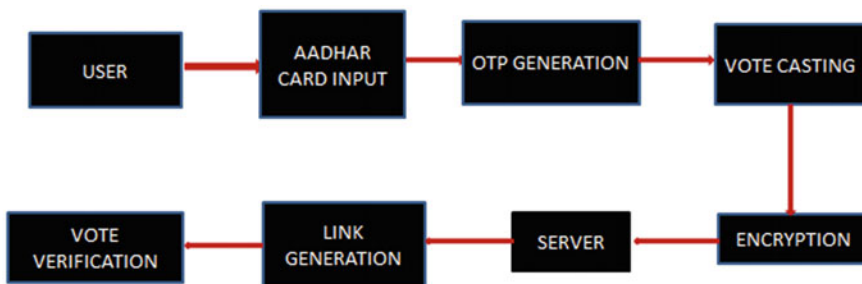 USER
AADHAR
CARD INPUT
OTP GENERATION
VOTE CASTING
VOTE
VERIFICATION
LINK
GENERATION
SERVER
ENCRYPTION